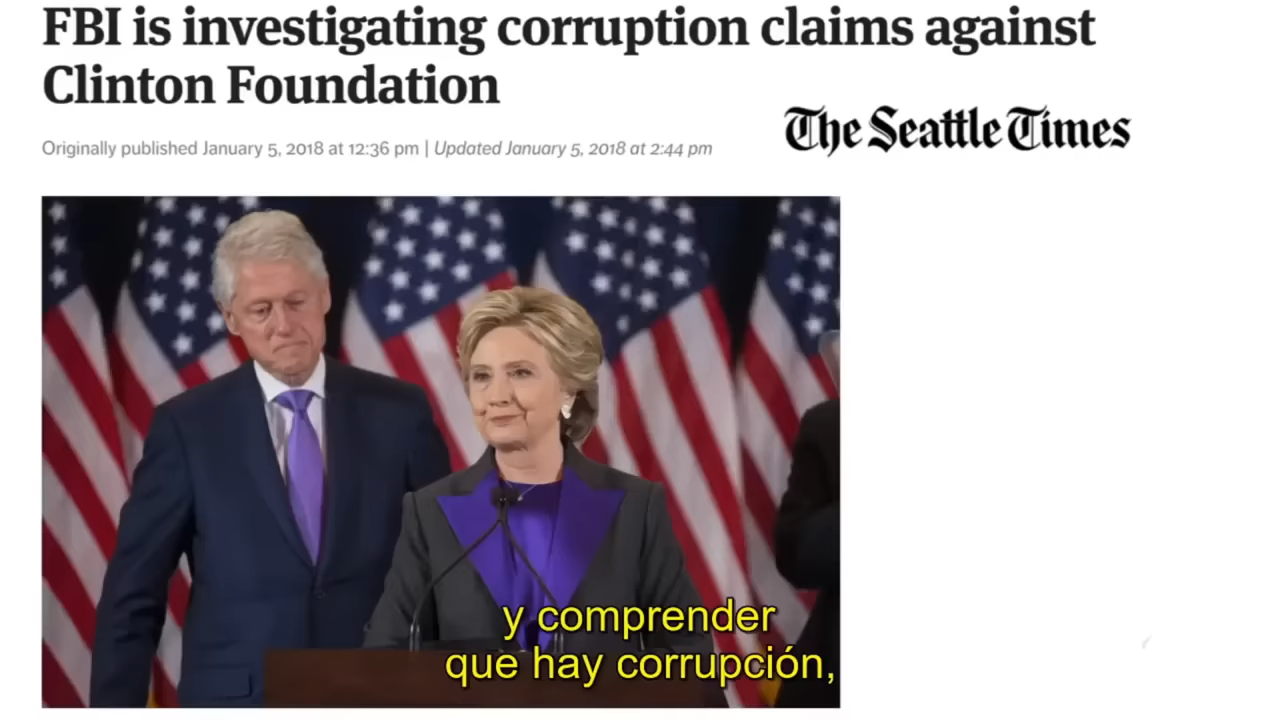 FBI is investigating corruption claims against
Clinton Foundation
The Seattle Times
Originally published January 5, 2018 at 12:36 pm | Updated January 5, 2018 at 2:44 pm
y comprender
que hay corrupción,